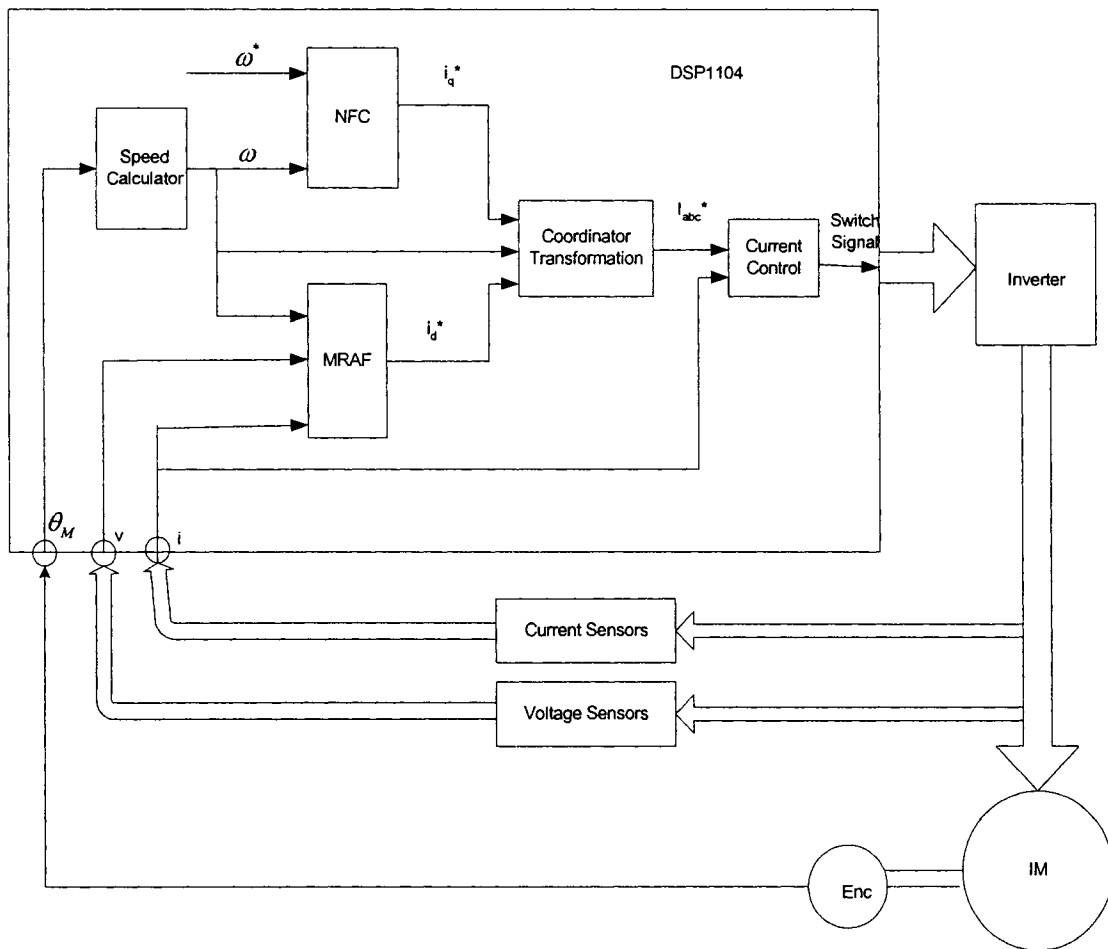 ω*
i_q*
DSP1104
NFC
Speed
Calculator
ω
I_abc*
Switch
Signal
Coordinator
Transformation
Current
Control
Inverter
i_d*
MRAF
θ_M
v
i
Current Sensors
Voltage Sensors
IM
Enc